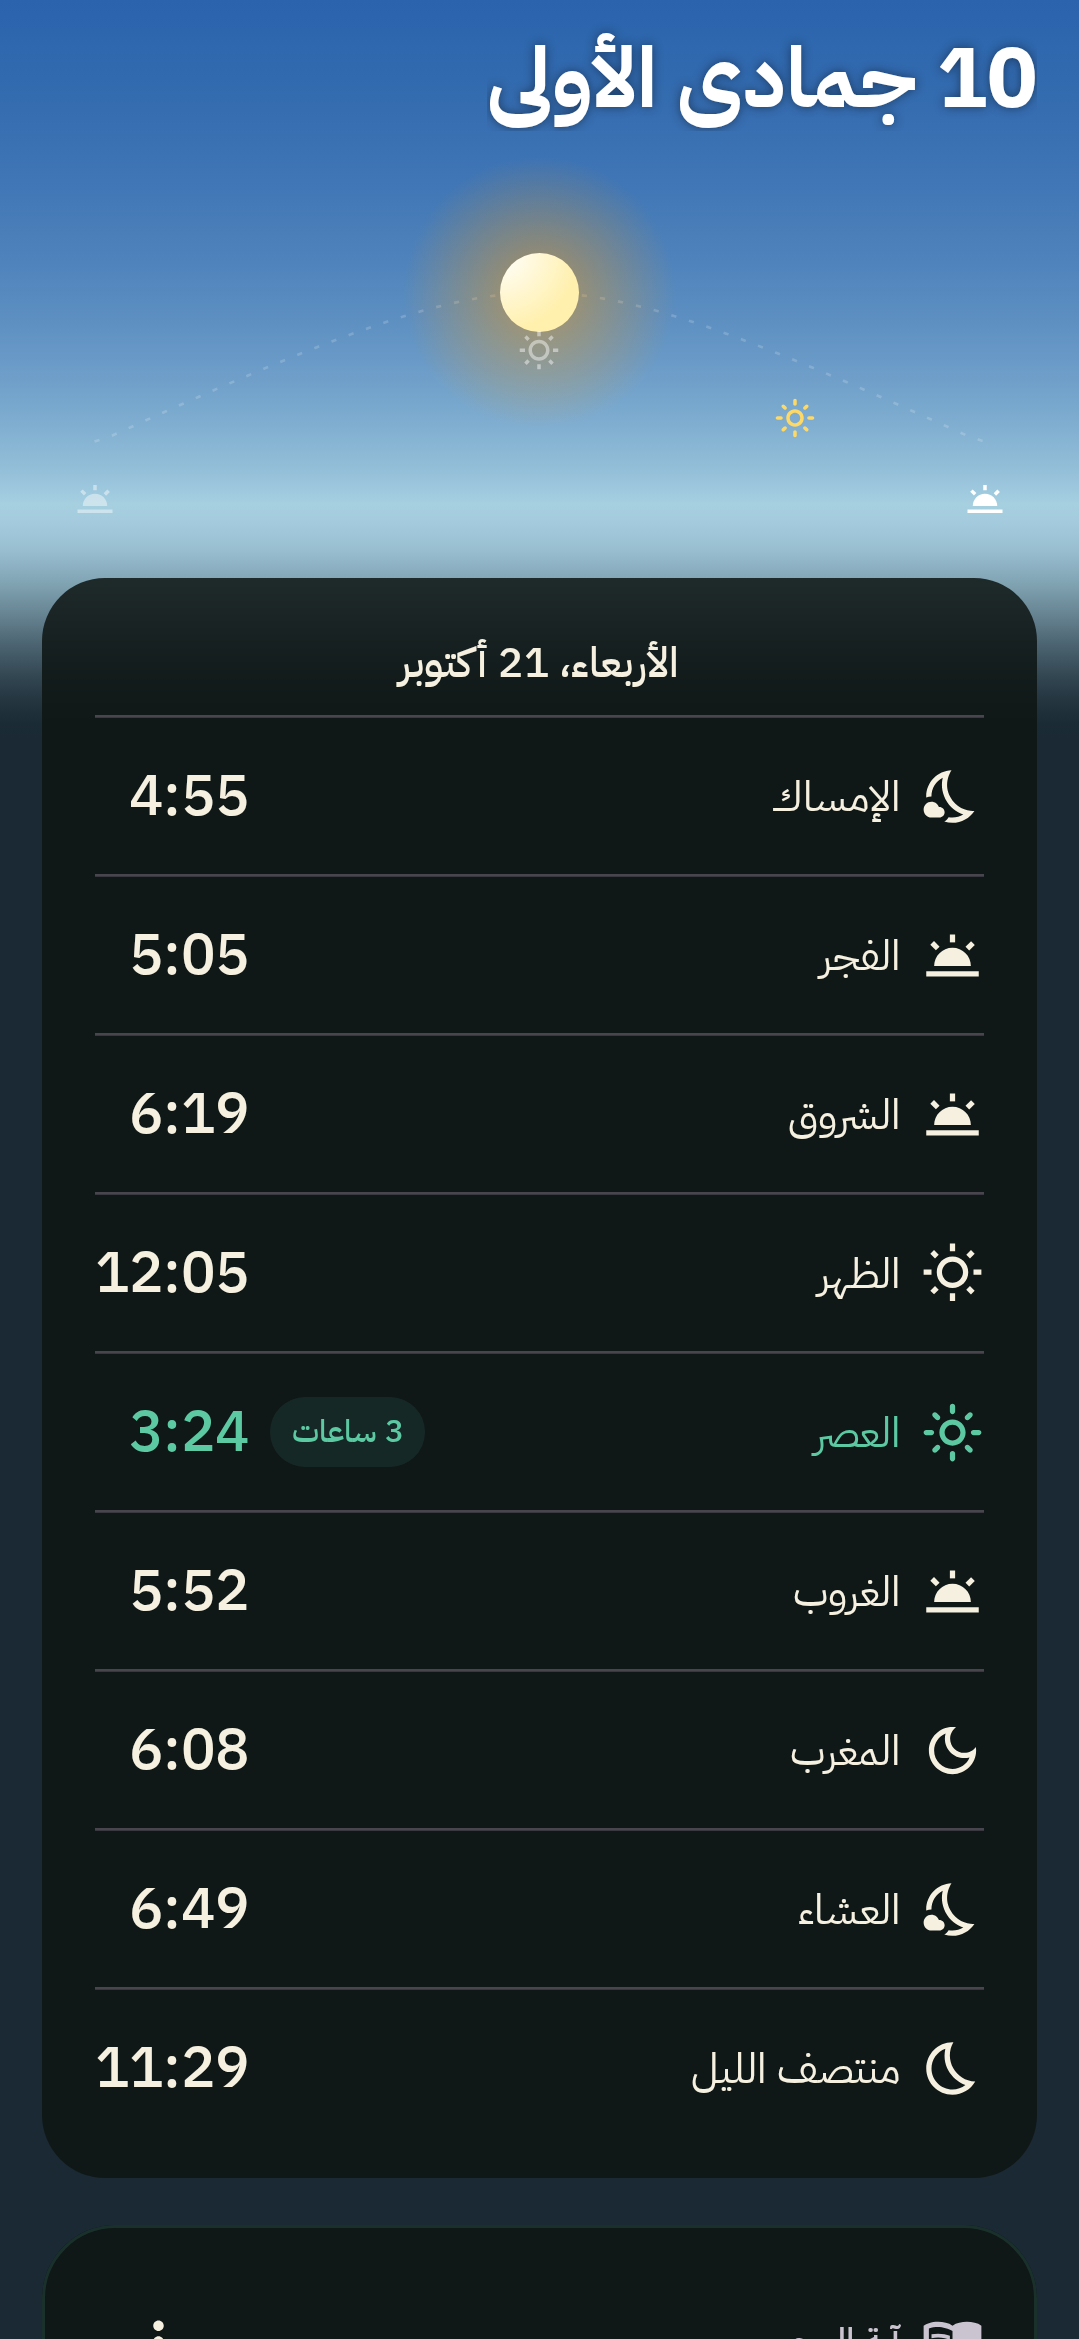 10 جمادى الأولى
الأربعاء، 21 أكتوبر
الإمساك 4:55
الفجر 5:05
الشروق 6:19
الظهر 12:05
العصر 3 ساعات 3:24
الغروب 5:52
المغرب 6:08
العشاء 6:49
منتصف الليل 11:29